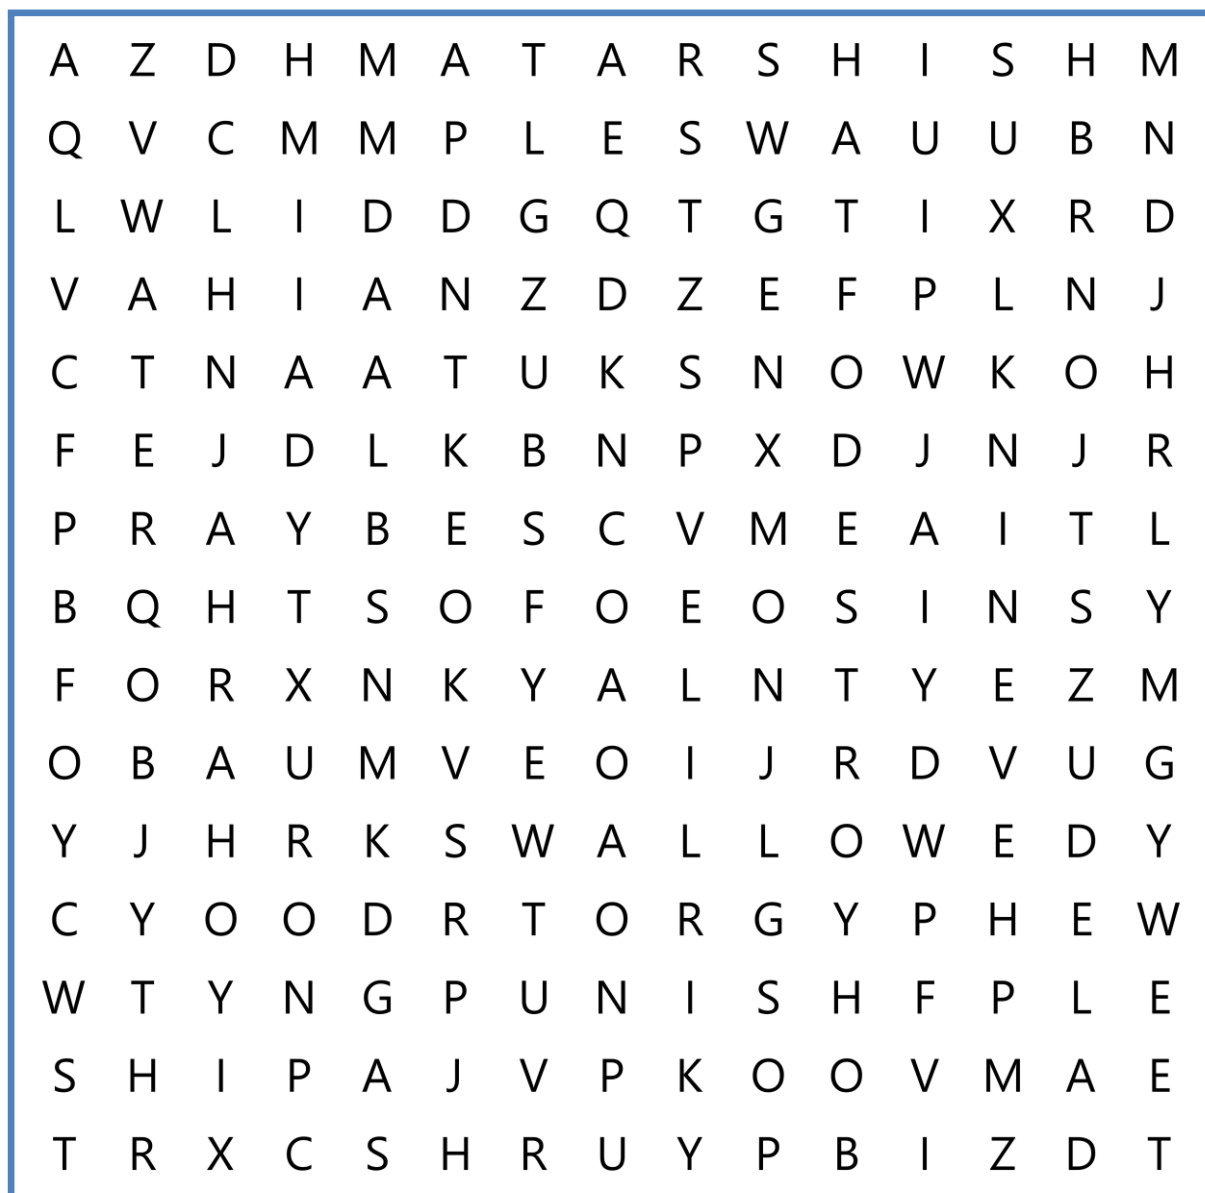 A Z D H M A T A R S H I S H M
Q V C M M P L E S W A U U B N
L W L I D D G Q T G T I X R D
V A H I A N Z D Z E F P L N J
C T N A A T U K S N O W K O H
F E J D L K B N P X D J N J R
P R A Y B E S C V M E A I T L
B Q H T S O F O E O S I N S Y
F O R X N K Y A L N T Y E Z M
O B A U M V E O I J R D V U G
Y J H R K S W A L L O W E D Y
C Y O O D R T O R G Y P H E W
W T Y N G P U N I S H F P L E
S H I P A J V P K O O V M A E
T R X C S H R U Y P B I Z D T